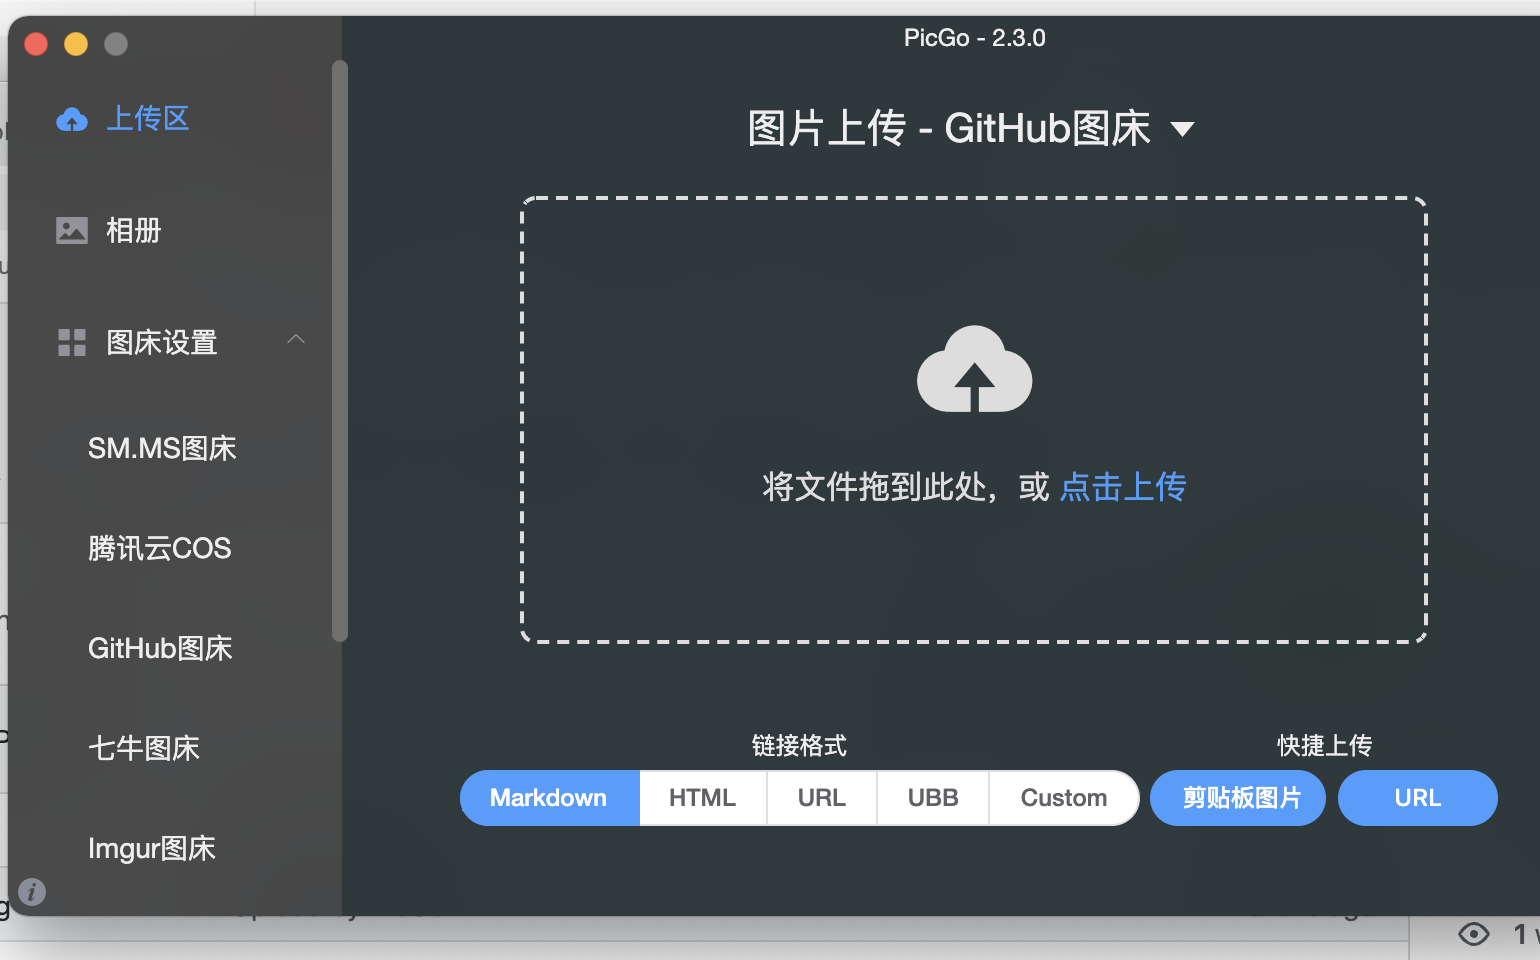 PicGo - 2.3.0
上传区
相册
图床设置
SM.MS图床
腾讯云COS
GitHub图床
七牛图床
Imgur图床
图片上传 - GitHub图床
将文件拖到此处，或 点击上传
链接格式
Markdown HTML URL UBB Custom
快捷上传
剪贴板图片 URL
1